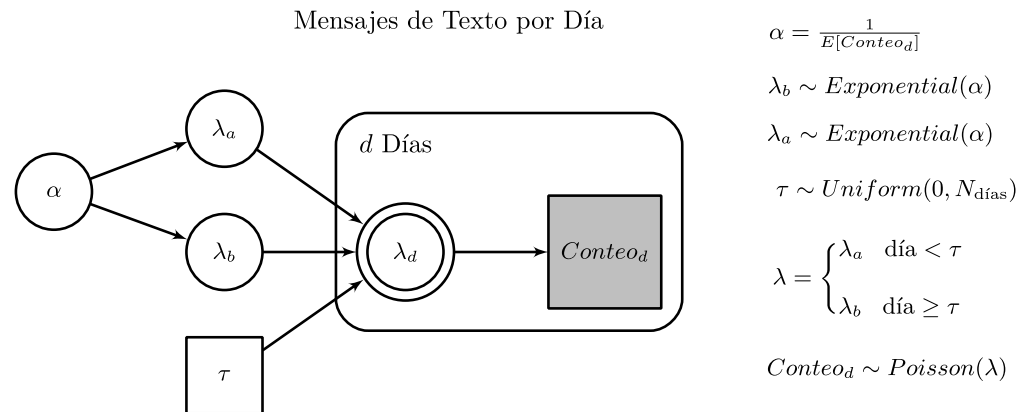 Mensajes de Texto por Día
α
λ_a
λ_b
τ
d Días
λ_d
Conteo_d
α = 1/E[Conteo_d]
λ_b ∼ Exponential(α)
λ_a ∼ Exponential(α)
τ ∼ Uniform(0, N_días)
λ = { λ_a día < τ
λ_b día ≥ τ
Conteo_d ∼ Poisson(λ)